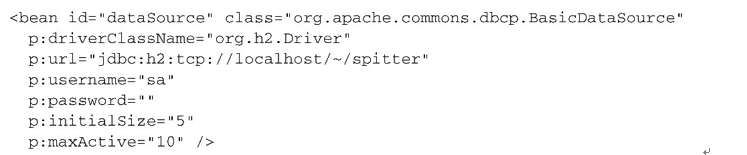 <bean id="dataSource" class="org.apache.commons.dbcp.BasicDataSource"
p:driverClassName="org.h2.Driver"
p:url="jdbc:h2:tcp://localhost/~/spitter"
p:username="sa"
p:password=""
p:initialSize="5"
p:maxActive="10" />